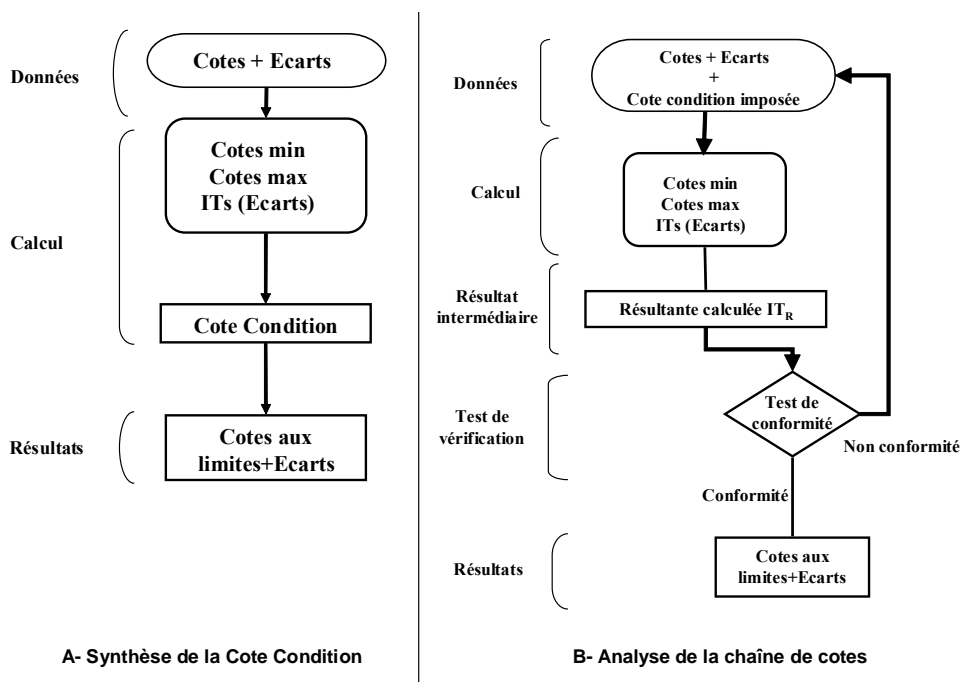 Données
Cotes + Ecarts
Cotes min
Cotes max
ITs (Ecarts)
Calcul
Cote Condition
Résultats
Cotes aux
limites+Ecarts
A- Synthèse de la Cote Condition
Données
Cotes + Ecarts
+
Cote condition imposée
Calcul
Cotes min
Cotes max
ITs (Ecarts)
Résultat
intermédiaire
Résultante calculée ITR
Test de
vérification
Test de
conformité
Non conformité
Conformité
Résultats
Cotes aux
limites+Ecarts
B- Analyse de la chaîne de cotes